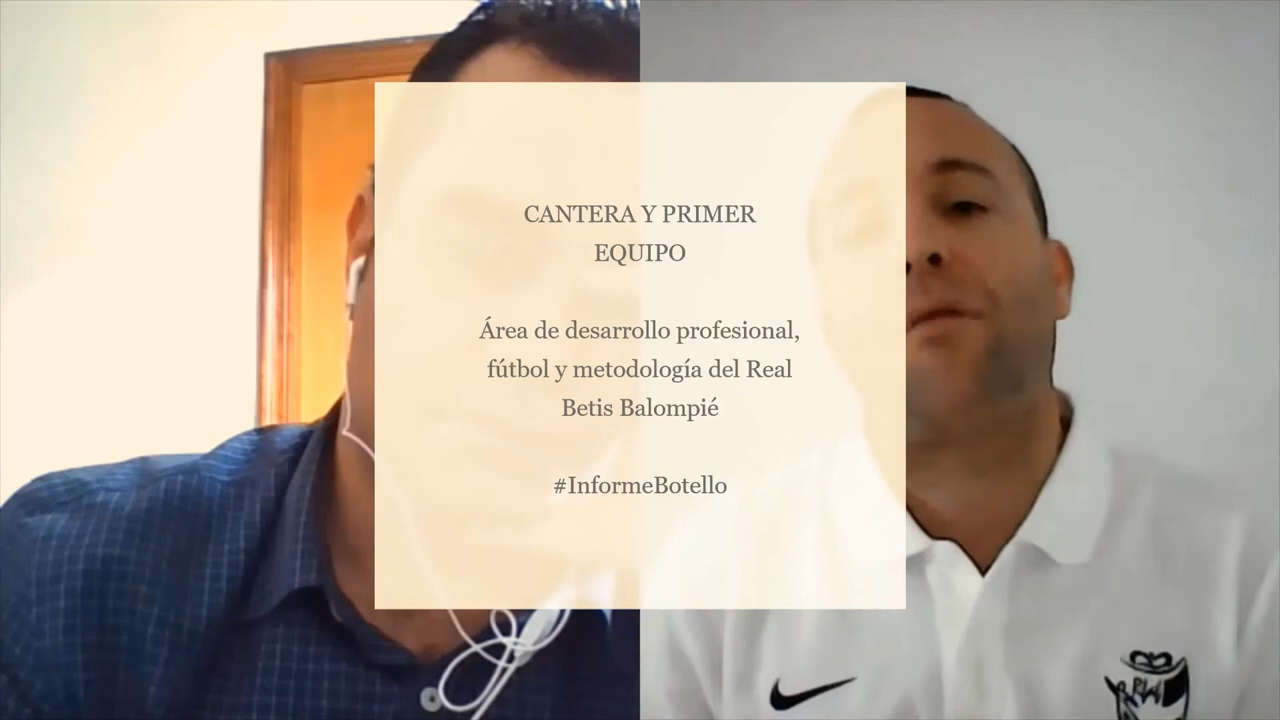 CANTERA Y PRIMER
EQUIPO
Área de desarrollo profesional,
fútbol y metodología del Real
Betis Balompié
#InformeBotello